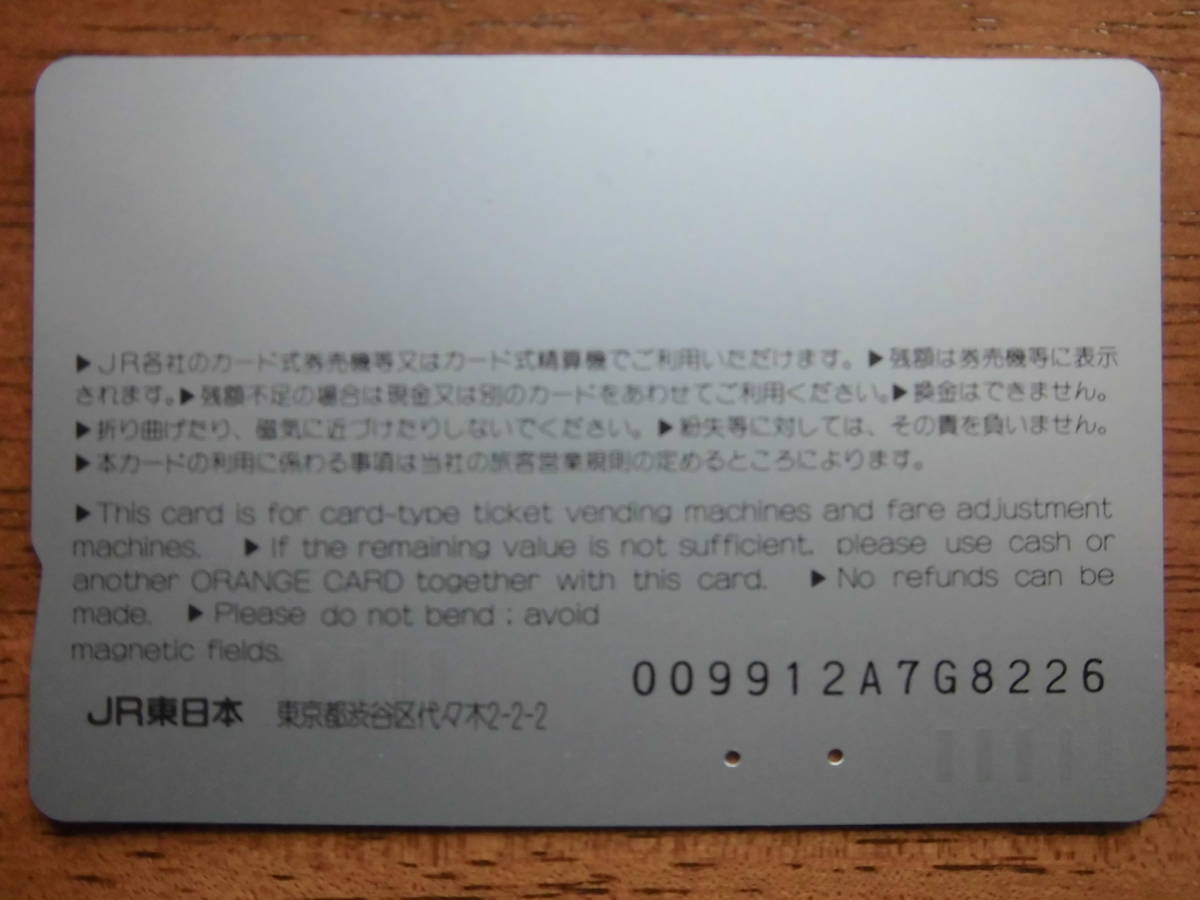 ▶JR各社のカード式券売機等又はカード式精算機でご利用いただけます。▶残額は券売機等に表示
されます。▶残額不足の場合は現金又は別のカードをあわせてご利用ください。▶換金はできません。
▶折り曲げたり、磁気に近づけたりしないでください。▶紛失等に対しては、その責を負いません。
▶本カードの利用に係わる事項は当社の旅客営業規則の定めるところによります。
▶This card is for card-type ticket vending machines and fare adjustment
machines. ▶If the remaining value is not sufficient, please use cash or
another ORANGE CARD together with this card. ▶No refunds can be
made. ▶Please do not bend : avoid
magnetic fields.
009912A7G8226
JR東日本 東京都渋谷区代々木2-2-2